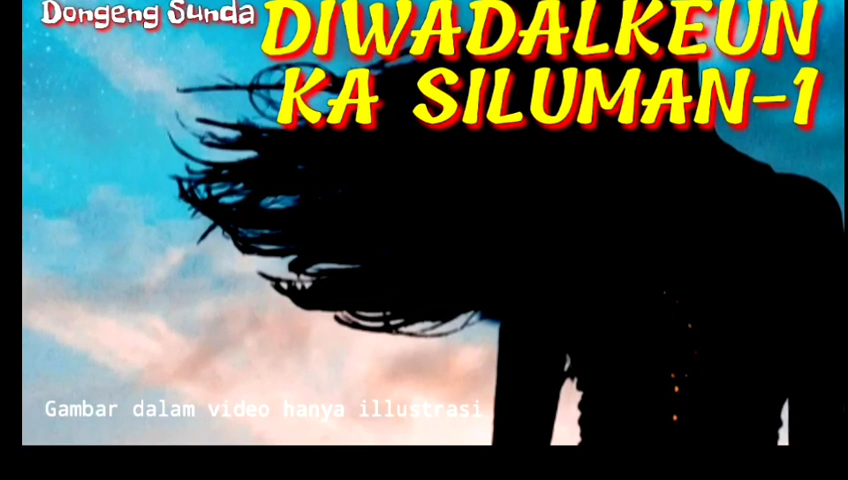 Dongeng Sunda
DIWADALKEUN
KA SILUMAN-1
Gambar dalam video hanya illustrasi